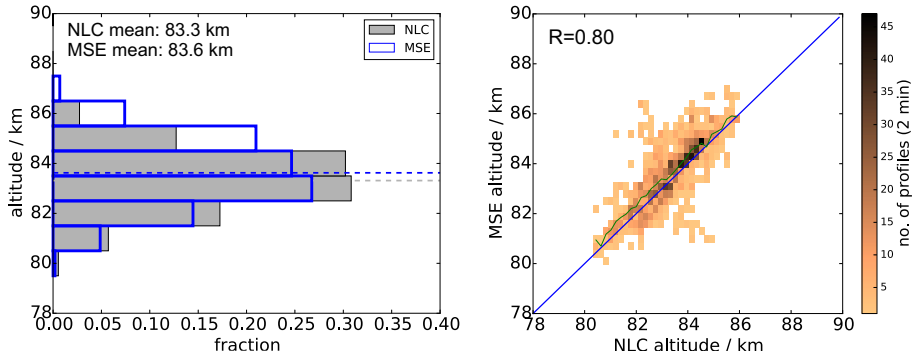 NLC mean: 83.3 km
MSE mean: 83.6 km
NLC
MSE
90
88
86
84
82
80
78
altitude / km
0.00 0.05 0.10 0.15 0.20 0.25 0.30 0.35 0.40
fraction
R=0.80
90
88
86
84
82
80
78
MSE altitude / km
78 80 82 84 86 88 90
NLC altitude / km
45
40
35
30
25
20
15
10
5
no. of profiles (2 min)